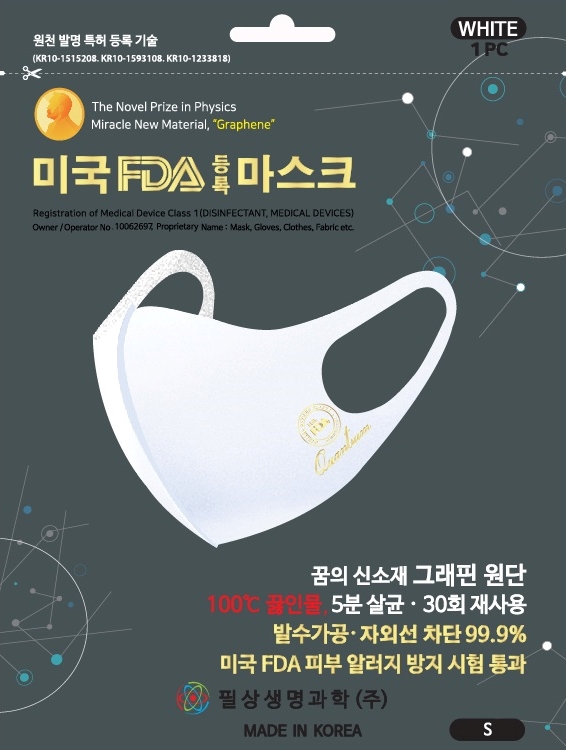 원천 발명 특허 등록 기술
(KR10-1515208. KR10-1593108. KR10-1233818)
WHITE
1 PC
The Novel Prize in Physics
Miracle New Material, “Graphene”
미국 FDA 등록 마스크
Registration of Medical Device Class 1(DISINFECTANT, MEDICAL DEVICES)
Owner / Operator No 10062697, Proprietary Name : Mask, Gloves, Clothes, Fabric etc.
Quantum
꿈의 신소재 그래핀 원단
100℃ 끓인물, 5분 살균 · 30회 재사용
발수가공· 자외선 차단 99.9%
미국 FDA 피부 알러지 방지 시험 통과
필상생명과학 (주)
MADE IN KOREA
S